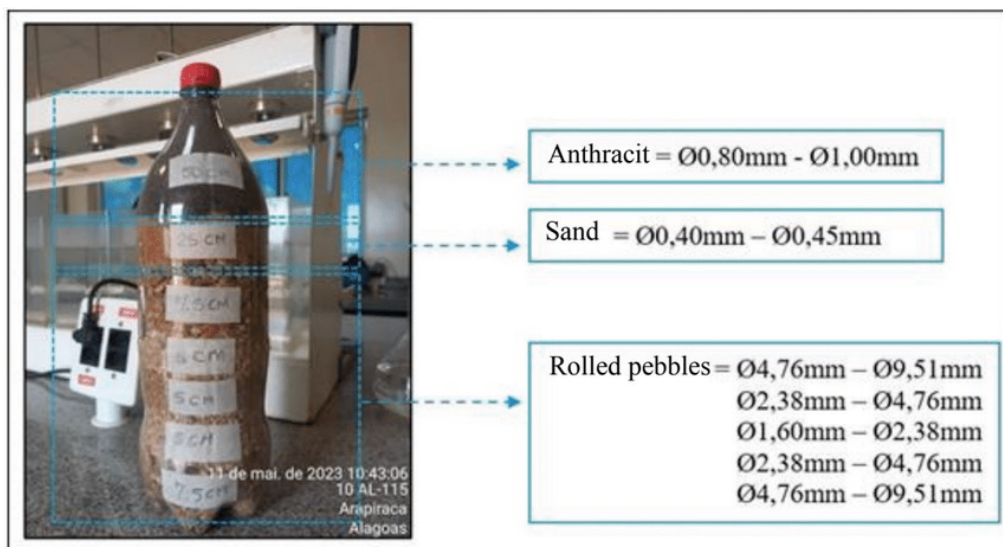 50 CM
25 CM
7.5 CM
5 CM
5 CM
5 CM
7.5 CM
11 de mai. de 2023 10:43:06
10 AL-115
Arapiraca
Alagoas
Anthracit = Ø0,80mm - Ø1,00mm
Sand = Ø0,40mm – Ø0,45mm
Rolled pebbles = Ø4,76mm – Ø9,51mm
Ø2,38mm – Ø4,76mm
Ø1,60mm – Ø2,38mm
Ø2,38mm – Ø4,76mm
Ø4,76mm – Ø9,51mm